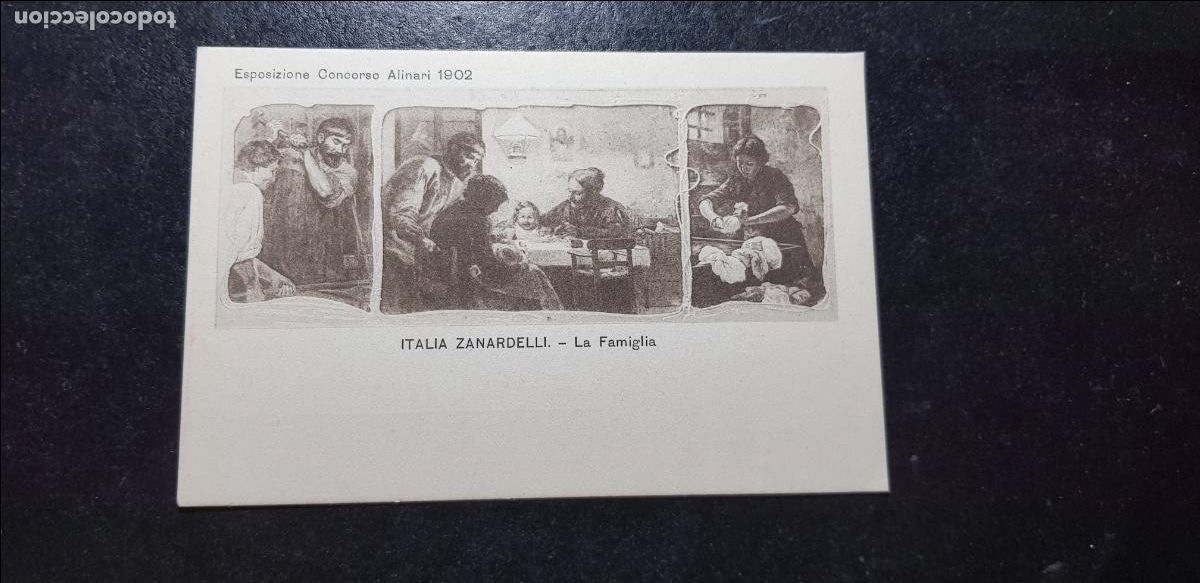 todocoleccion
Esposizione Concorso Alinari 1902
ITALIA ZANARDELLI. – La Famiglia